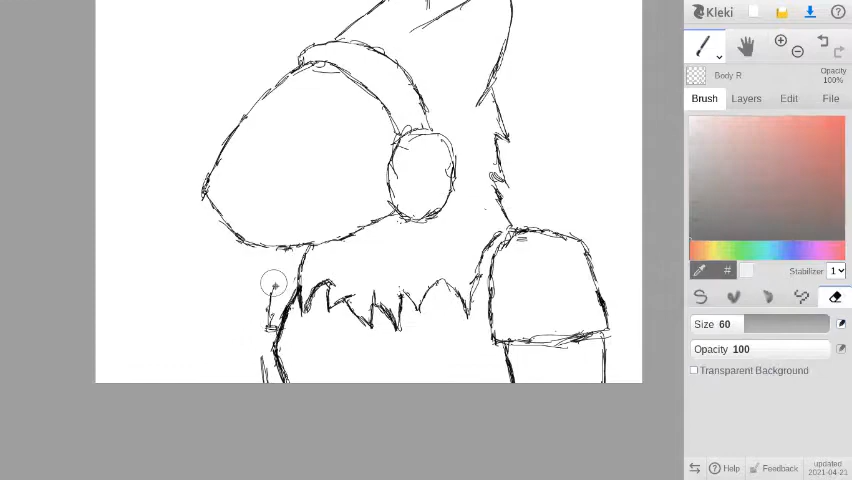 Kleki
Body R
Opacity
100%
Brush Layers Edit File
# Stabilizer 1
Size 60
Opacity 100
Transparent Background
Help Feedback updated
2021-04-21